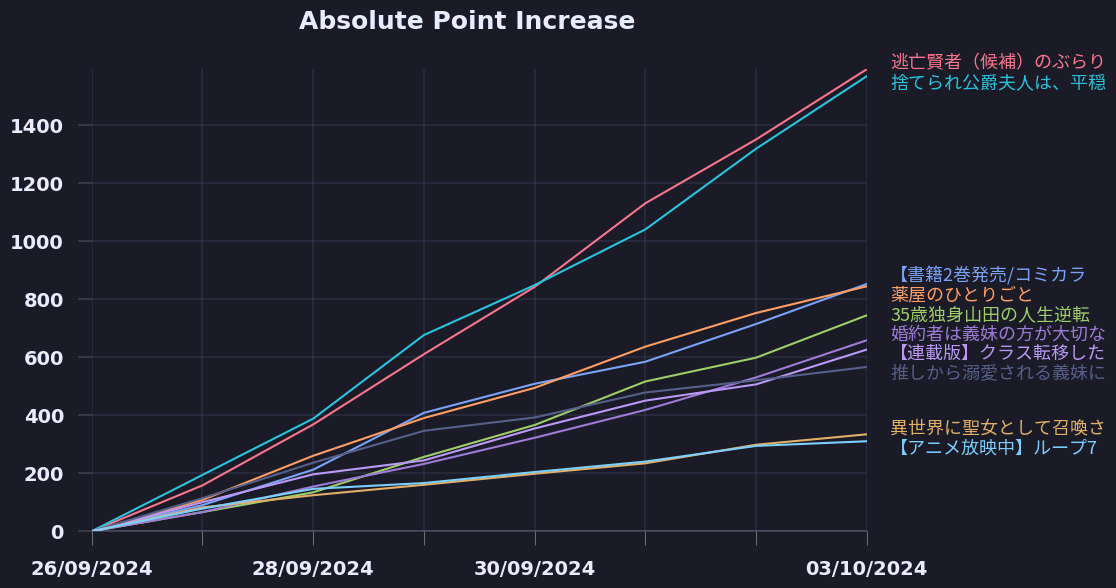 Absolute Point Increase
逃亡賢者（候補）のぶらり
捨てられ公爵夫人は、平穏
1400
1200
1000
800
600
400
200
0
【書籍2巻発売/コミカラ
薬屋のひとりごと
35歳独身山田の人生逆転
婚約者は義妹の方が大切な
【連載版】クラス転移した
推しから溺愛される義妹に
異世界に聖女として召喚さ
【アニメ放映中】ループ7
26/09/2024
28/09/2024
30/09/2024
03/10/2024